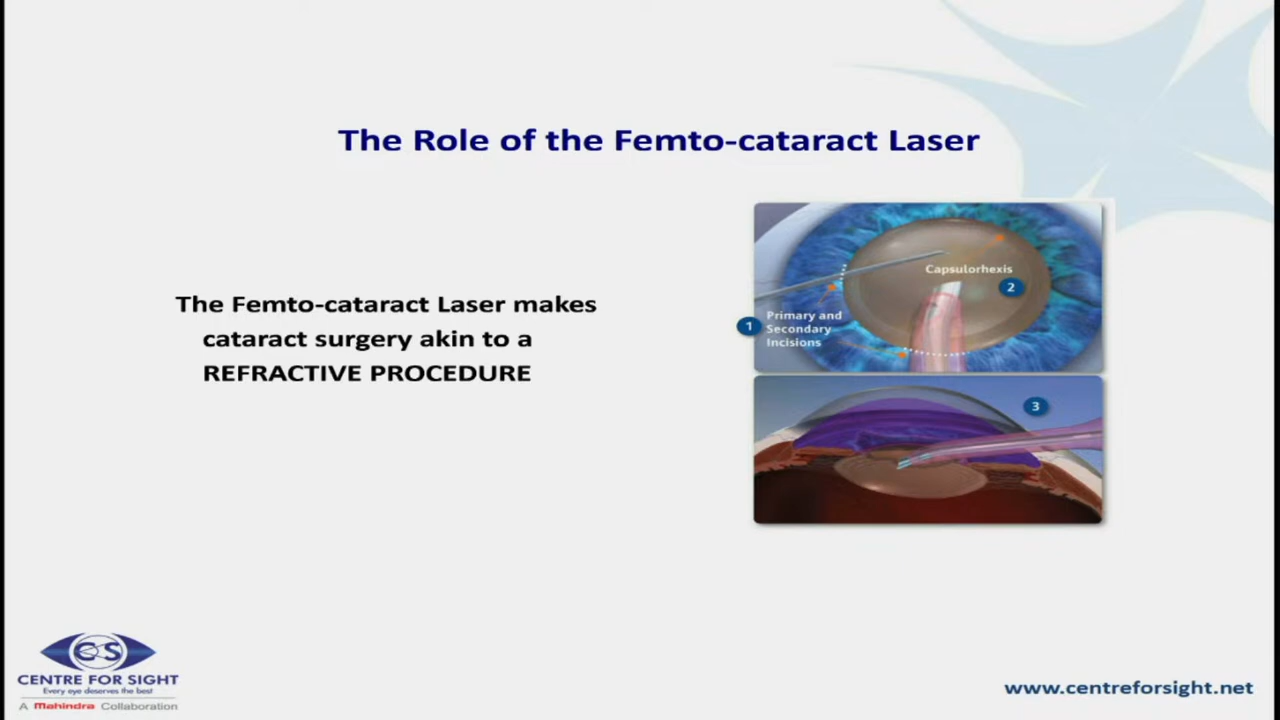 The Role of the Femto-cataract Laser
The Femto-cataract Laser makes
cataract surgery akin to a
REFRACTIVE PROCEDURE
Capsulorhexis
2
1
Primary and
Secondary
Incisions
3
CS
CENTRE FOR SIGHT
Every eye deserves the best
A Mahindra Collaboration
www.centreforsight.net